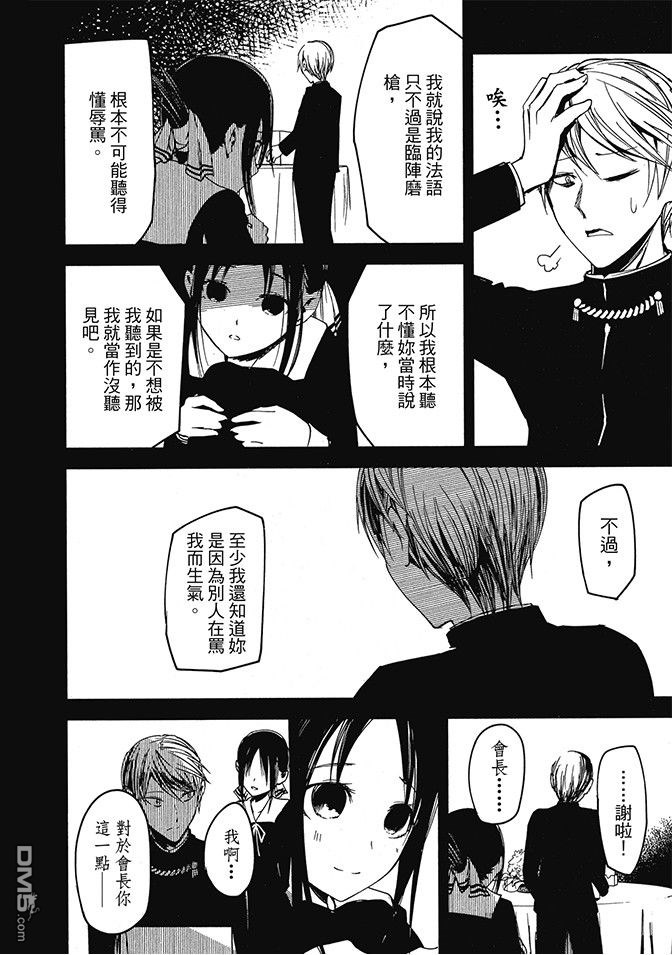 唉…
我就說我的法語
只不過是臨陣磨
槍，
根本不可能聽得
懂辱罵。
所以我根本聽
不懂妳當時說
了什麼，
如果是不想被
我聽到的，那
我就當作沒聽
見吧。
不過，
至少我還知道妳
是因為別人在罵
我而生氣。
……謝啦！
會長……
我啊…
對於會長你
這一點——
DM5